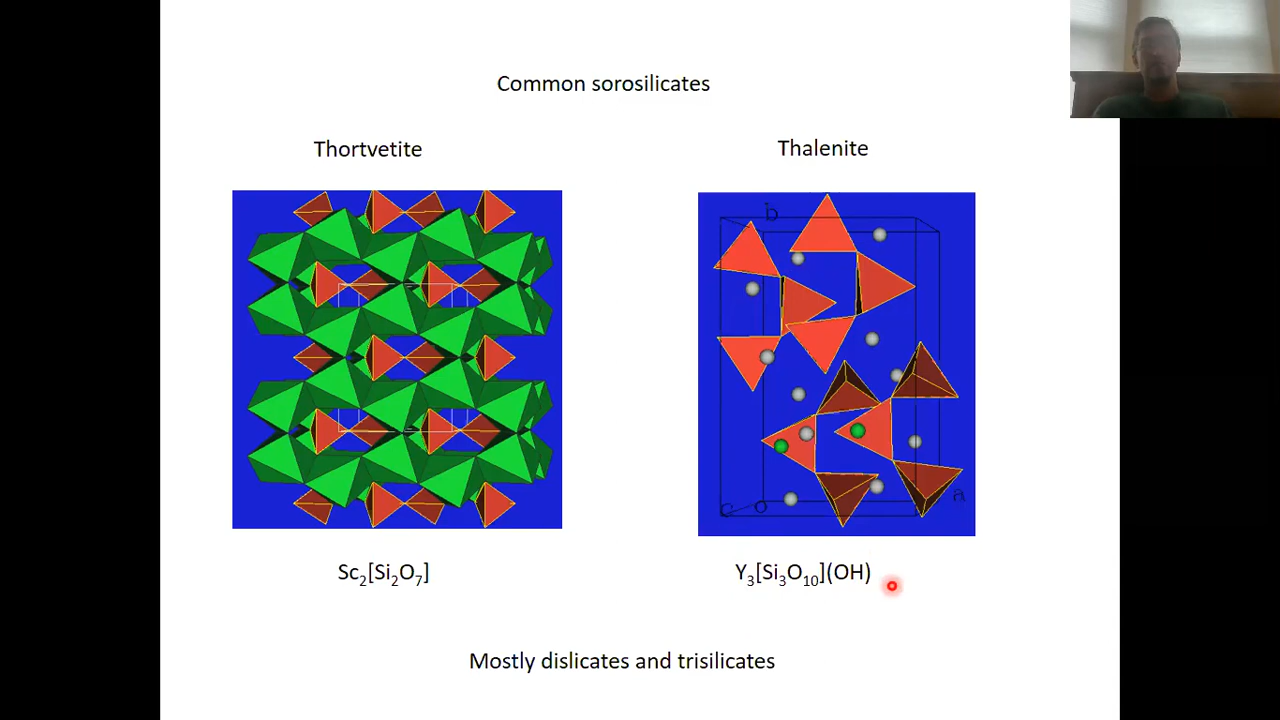 Common sorosilicates
Thortvetite
Thalenite
b
a
c
o
Sc₂[Si₂O₇]
Y₃[Si₃O₁₀](OH)
Mostly dislicates and trisilicates